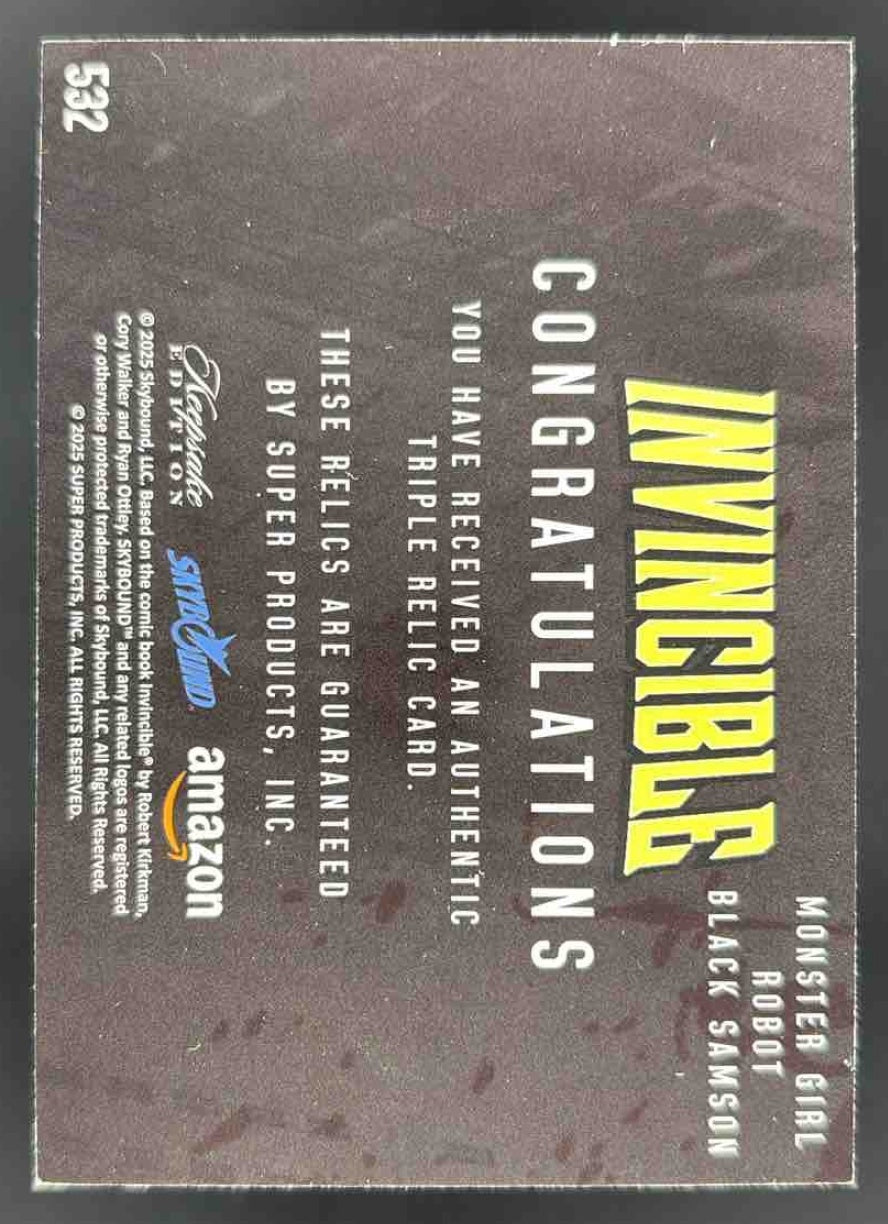 MONSTER GIRL
ROBOT
BLACK SAMSON
INVINCIBLE
CONGRATULATIONS
YOU HAVE RECEIVED AN AUTHENTIC
TRIPLE RELIC CARD.
THESE RELICS ARE GUARANTEED
BY SUPER PRODUCTS, INC.
Keepsake
EDITION
SKYBOUND
amazon
© 2025 Skybound, LLC. Based on the comic book Invincible® by Robert Kirkman,
Cory Walker and Ryan Ottley. SKYBOUND™ and any related logos are registered
or otherwise protected trademarks of Skybound, LLC. All Rights Reserved.
© 2025 SUPER PRODUCTS, INC. ALL RIGHTS RESERVED.
532